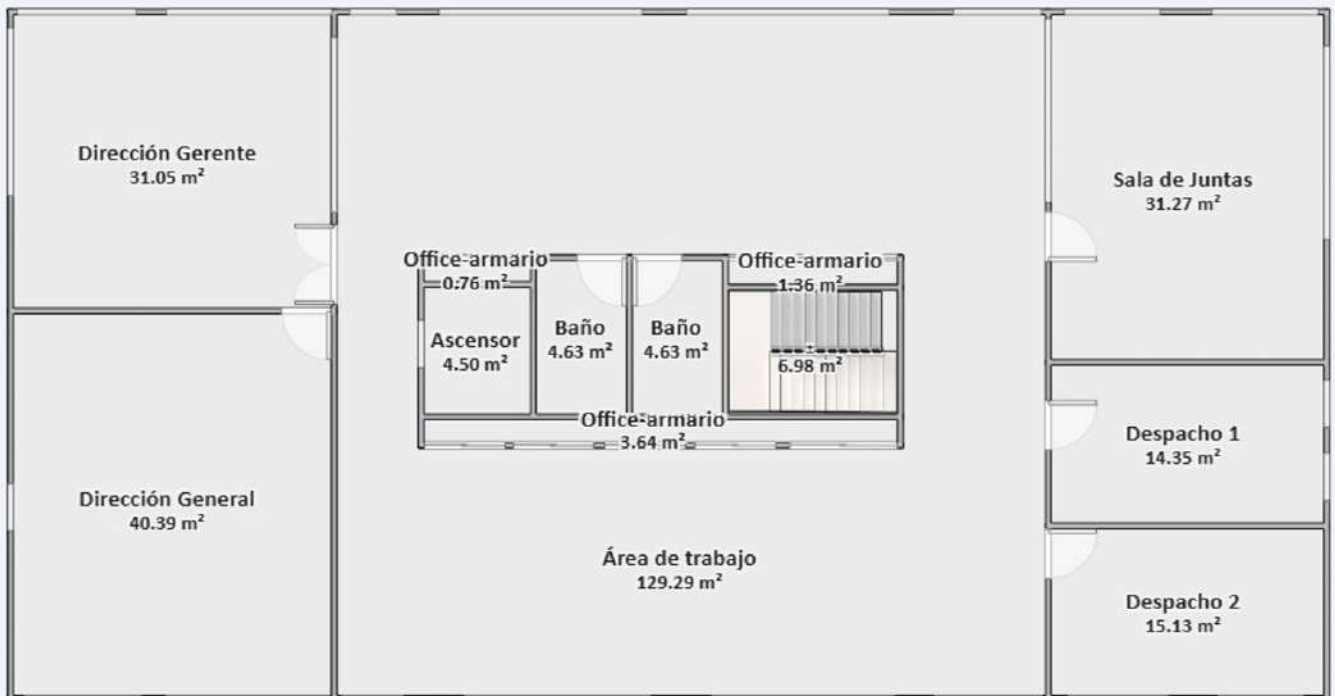 Dirección Gerente
31.05 m²
Sala de Juntas
31.27 m²
Office-armario
0.76 m²
Office-armario
1.36 m²
Ascensor
4.50 m²
Baño
4.63 m²
Baño
4.63 m²
6.98 m²
Office-armario
3.64 m²
Despacho 1
14.35 m²
Dirección General
40.39 m²
Área de trabajo
129.29 m²
Despacho 2
15.13 m²